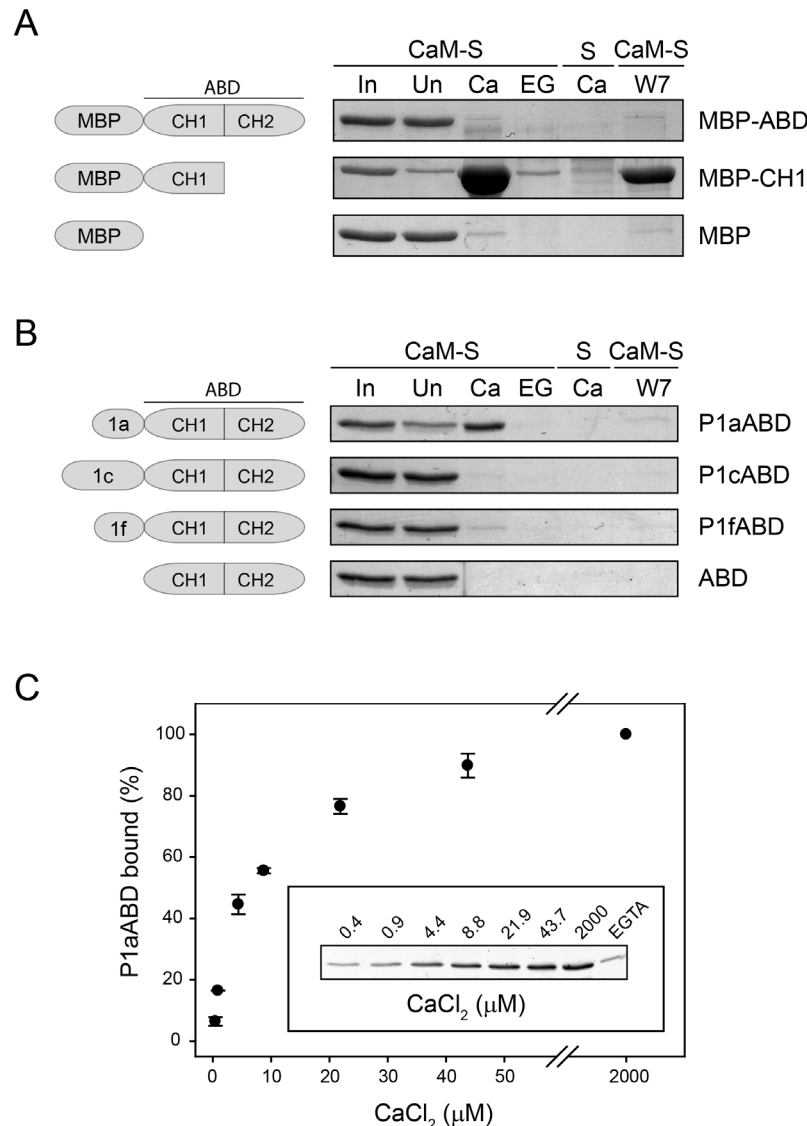 A
CaM-S S CaM-S
ABD In Un Ca EG Ca W7
MBP CH1 CH2 MBP-ABD
MBP CH1 MBP-CH1
MBP MBP
B
CaM-S S CaM-S
ABD In Un Ca EG Ca W7
1a CH1 CH2 P1aABD
1c CH1 CH2 P1cABD
1f CH1 CH2 P1fABD
CH1 CH2 ABD
C
P1aABD bound (%)
100
80
60
40
20
0
0.4 0.9 4.4 8.8 21.9 43.7 2000 EGTA
CaCl₂ (μM)
0 10 20 30 40 50 2000
CaCl₂ (μM)